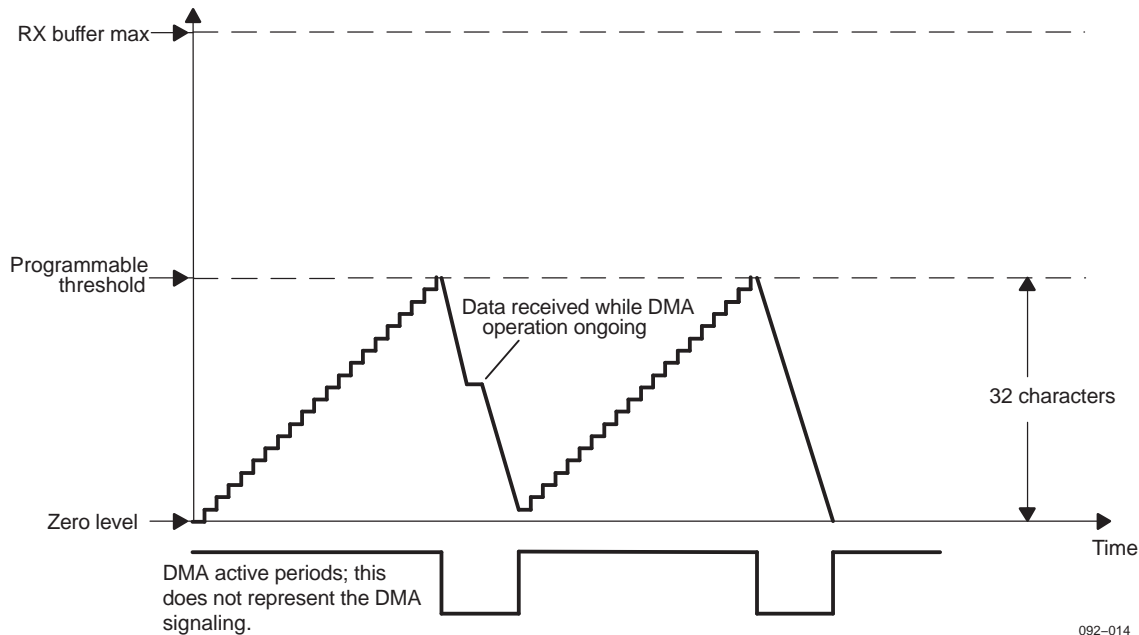 RX buffer max
Programmable
threshold
Data received while DMA
operation ongoing
32 characters
Zero level
Time
DMA active periods; this
does not represent the DMA
signaling.
092–014